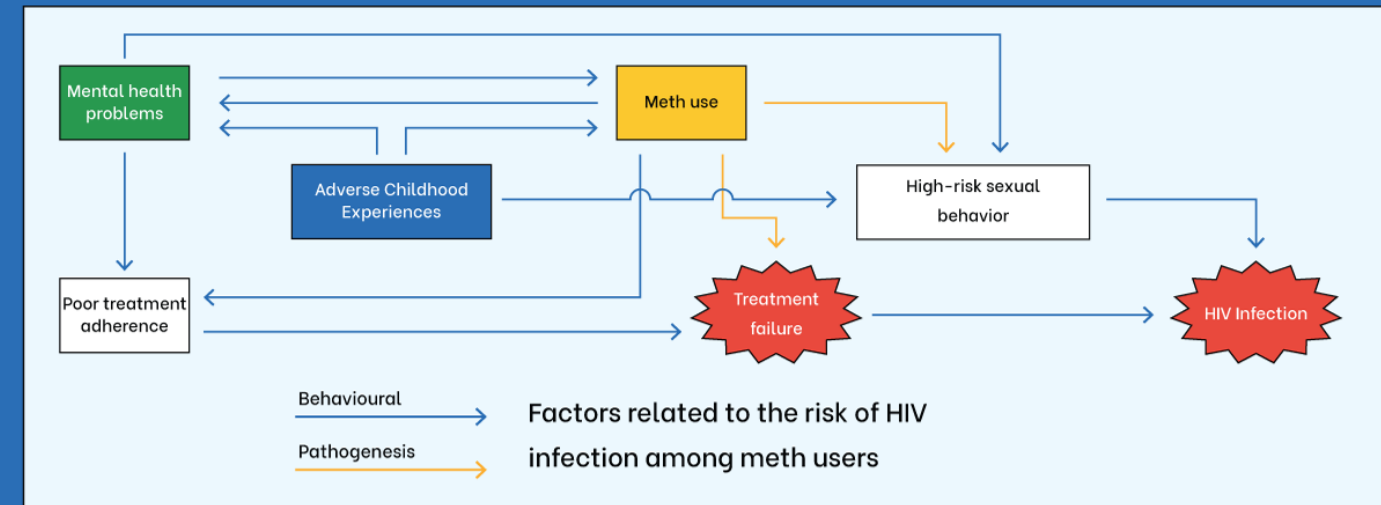 Mental health
problems
Meth use
Adverse Childhood
Experiences
High-risk sexual
behavior
Poor treatment
adherence
Treatment
failure
HIV Infection
Behavioural
Pathogenesis
Factors related to the risk of HIV
infection among meth users